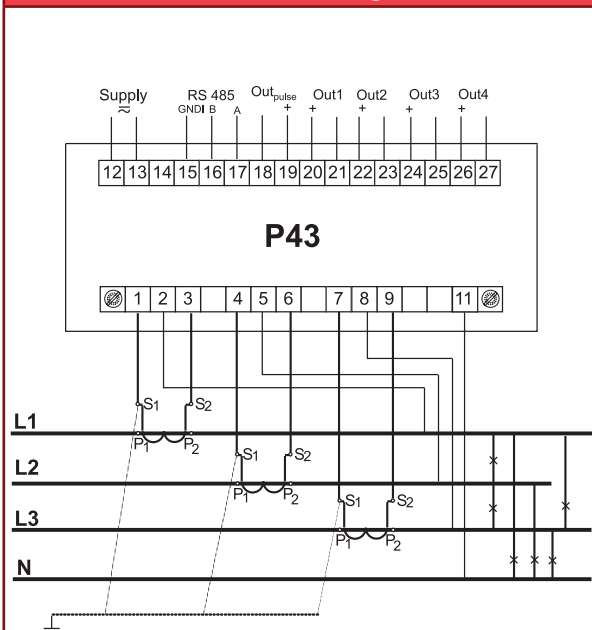 Supply RS 485 Outpulse Out1 Out2 Out3 Out4
≂ GNDI B A + + + + +
12 13 14 15 16 17 18 19 20 21 22 23 24 25 26 27
P43
1 2 3 4 5 6 7 8 9 11
S1 S2
L1
P1 P2
S1 S2
L2
P1 P2
S1 S2
L3
P1 P2
N